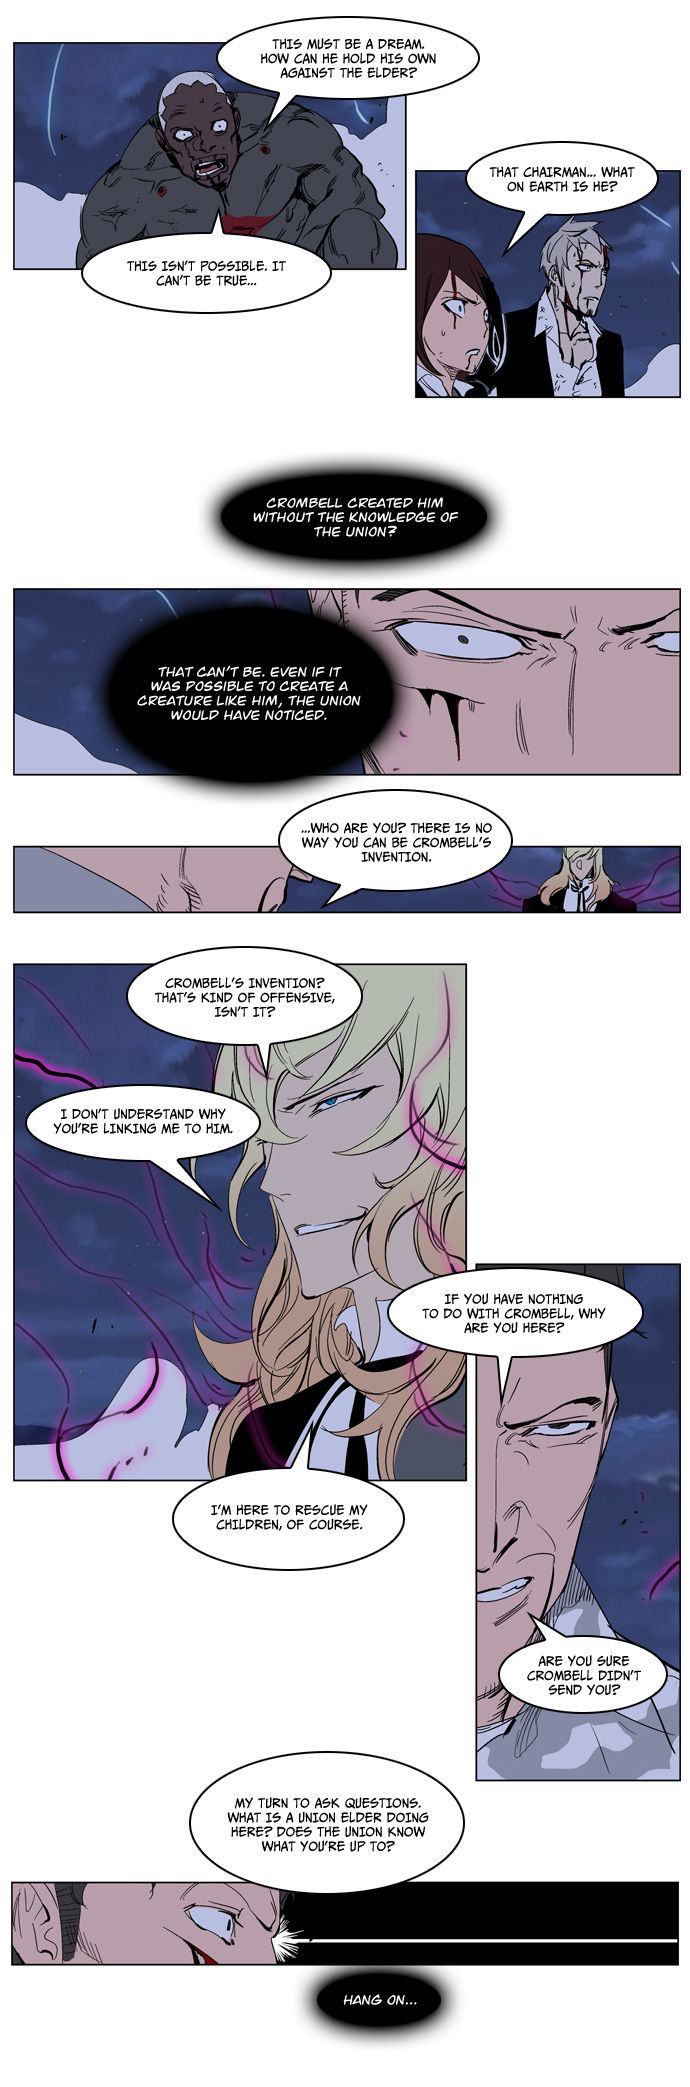 THIS MUST BE A DREAM.
HOW CAN HE HOLD HIS OWN
AGAINST THE ELDER?
THAT CHAIRMAN... WHAT
ON EARTH IS HE?
THIS ISN'T POSSIBLE. IT
CAN'T BE TRUE...
CROMBELL CREATED HIM
WITHOUT THE KNOWLEDGE OF
THE UNION?
THAT CAN'T BE. EVEN IF IT
WAS POSSIBLE TO CREATE A
CREATURE LIKE HIM, THE UNION
WOULD HAVE NOTICED.
...WHO ARE YOU? THERE IS NO
WAY YOU CAN BE CROMBELL'S
INVENTION.
CROMBELL'S INVENTION?
THAT'S KIND OF OFFENSIVE,
ISN'T IT?
I DON'T UNDERSTAND WHY
YOU'RE LINKING ME TO HIM.
IF YOU HAVE NOTHING
TO DO WITH CROMBELL, WHY
ARE YOU HERE?
I'M HERE TO RESCUE MY
CHILDREN, OF COURSE.
ARE YOU SURE
CROMBELL DIDN'T
SEND YOU?
MY TURN TO ASK QUESTIONS.
WHAT IS A UNION ELDER DOING
HERE? DOES THE UNION KNOW
WHAT YOU'RE UP TO?
HANG ON...